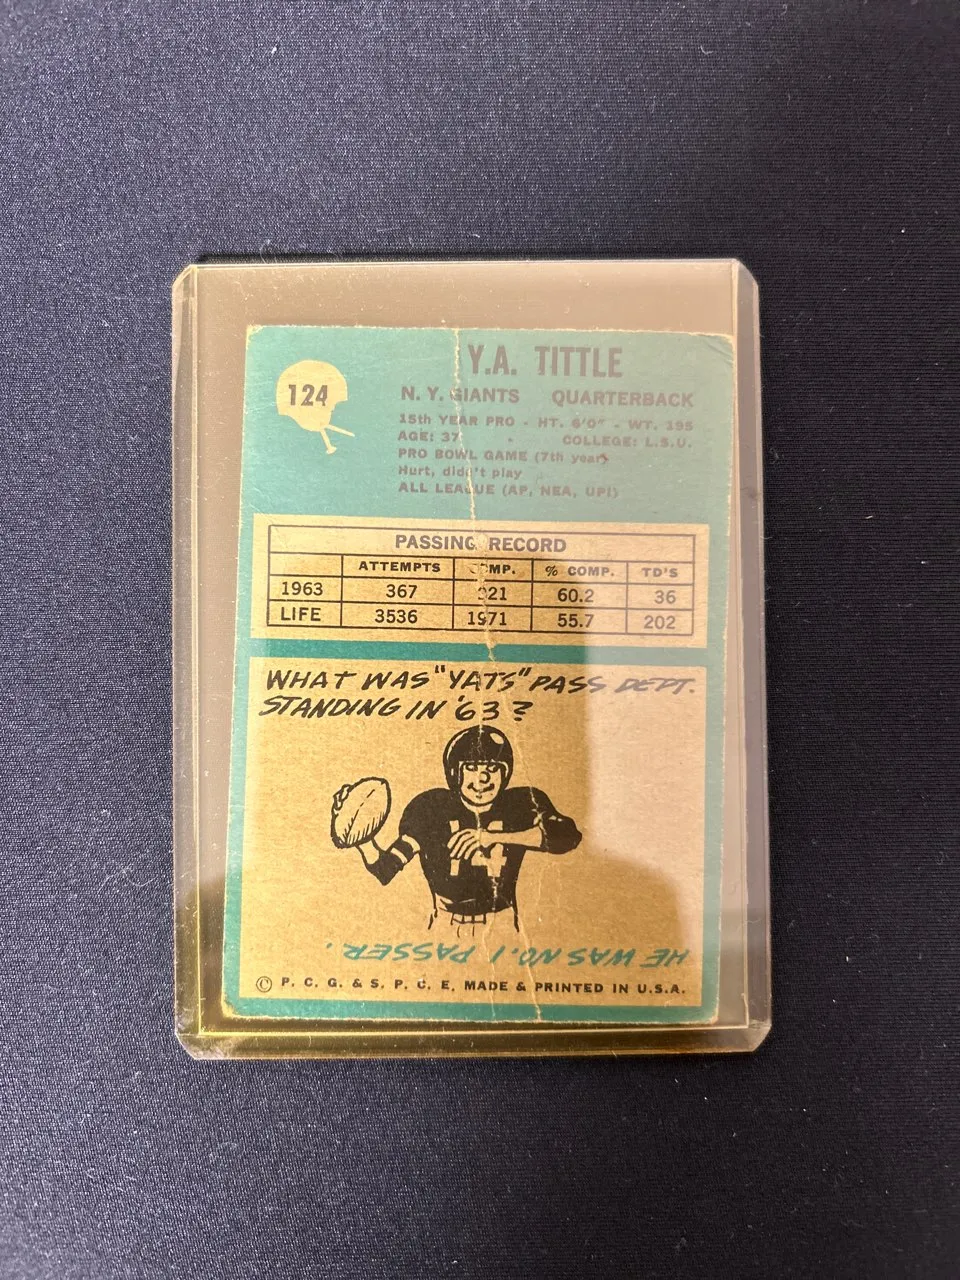 124
Y.A. TITTLE
N. Y. GIANTS QUARTERBACK
15th YEAR PRO - HT. 6'0" - WT. 195
AGE: 37 - COLLEGE: L.S.U.
PRO BOWL GAME (7th year)
Hurt, didn't play
ALL LEAGUE (AP, NEA, UPI)
PASSING RECORD
ATTEMPTS COMP. % COMP. TD'S
1963 367 221 60.2 36
LIFE 3536 1971 55.7 202
WHAT WAS "YATS" PASS DEPT.
STANDING IN '63?
14
HE WAS NO. 1 PASSER.
© P. C. G. & S. P. C. E. MADE & PRINTED IN U.S.A.